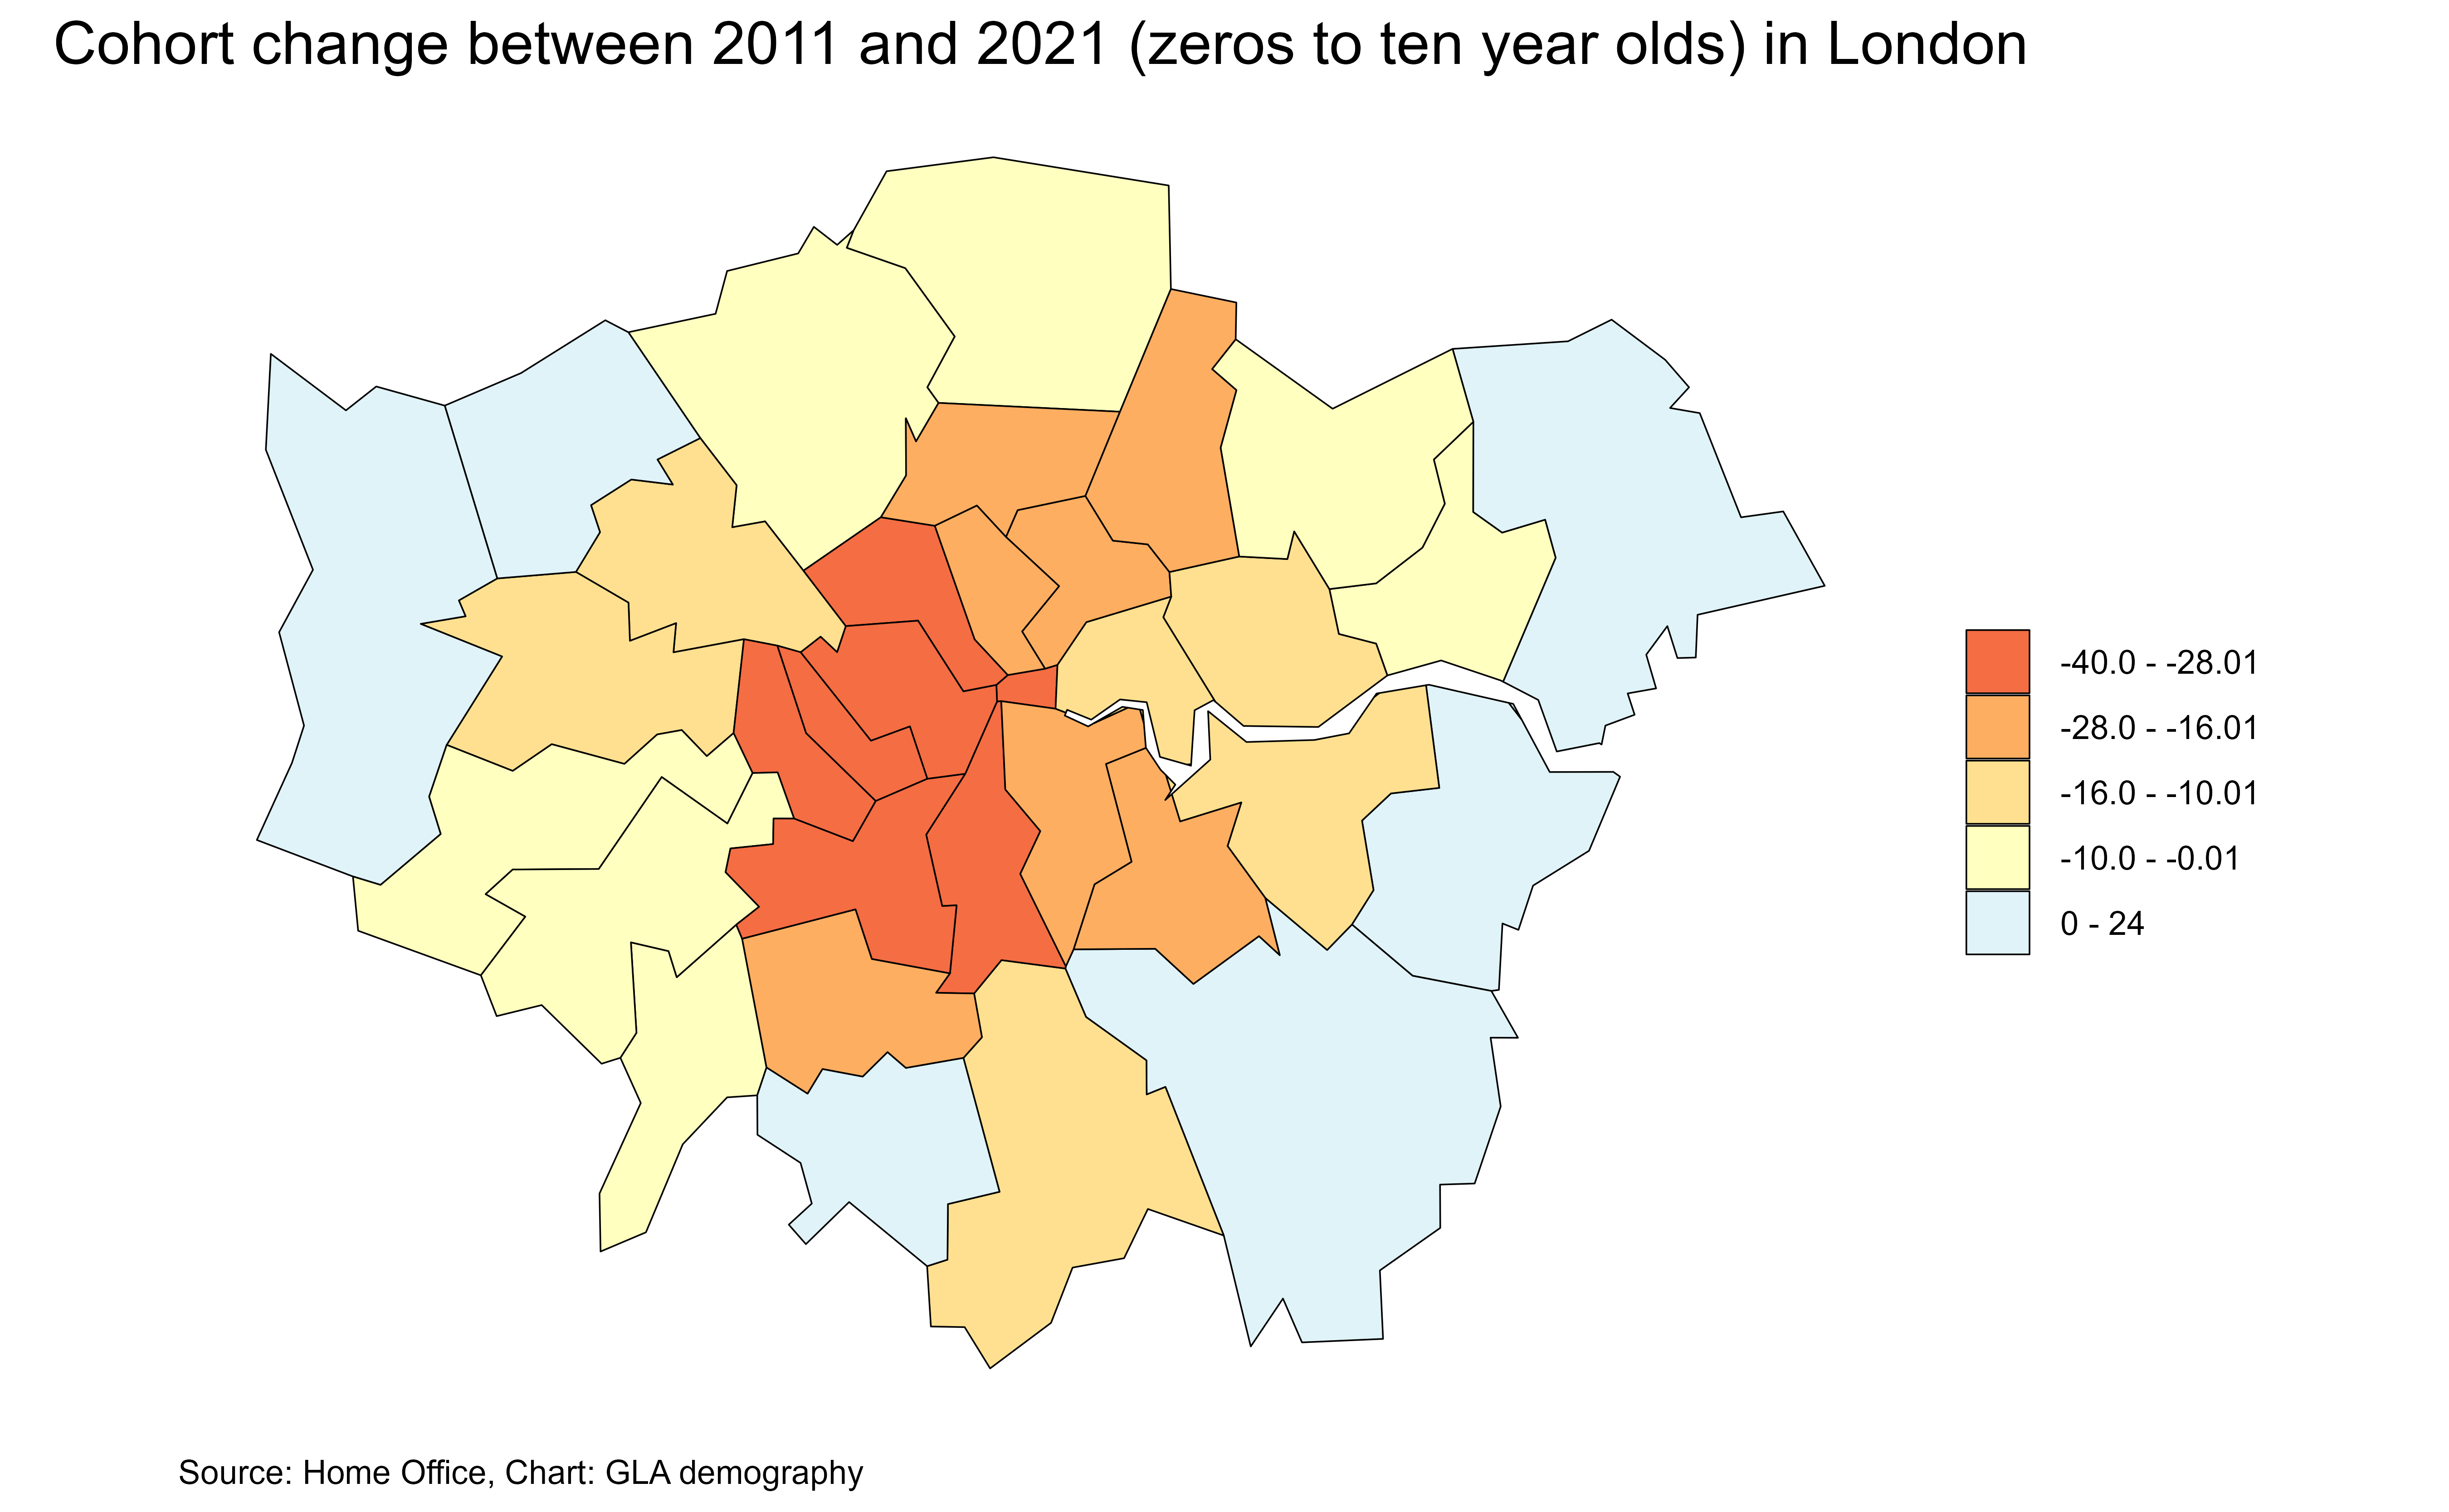 Cohort change between 2011 and 2021 (zeros to ten year olds) in London
-40.0 - -28.01
-28.0 - -16.01
-16.0 - -10.01
-10.0 - -0.01
0 - 24
Source: Home Office, Chart: GLA demography